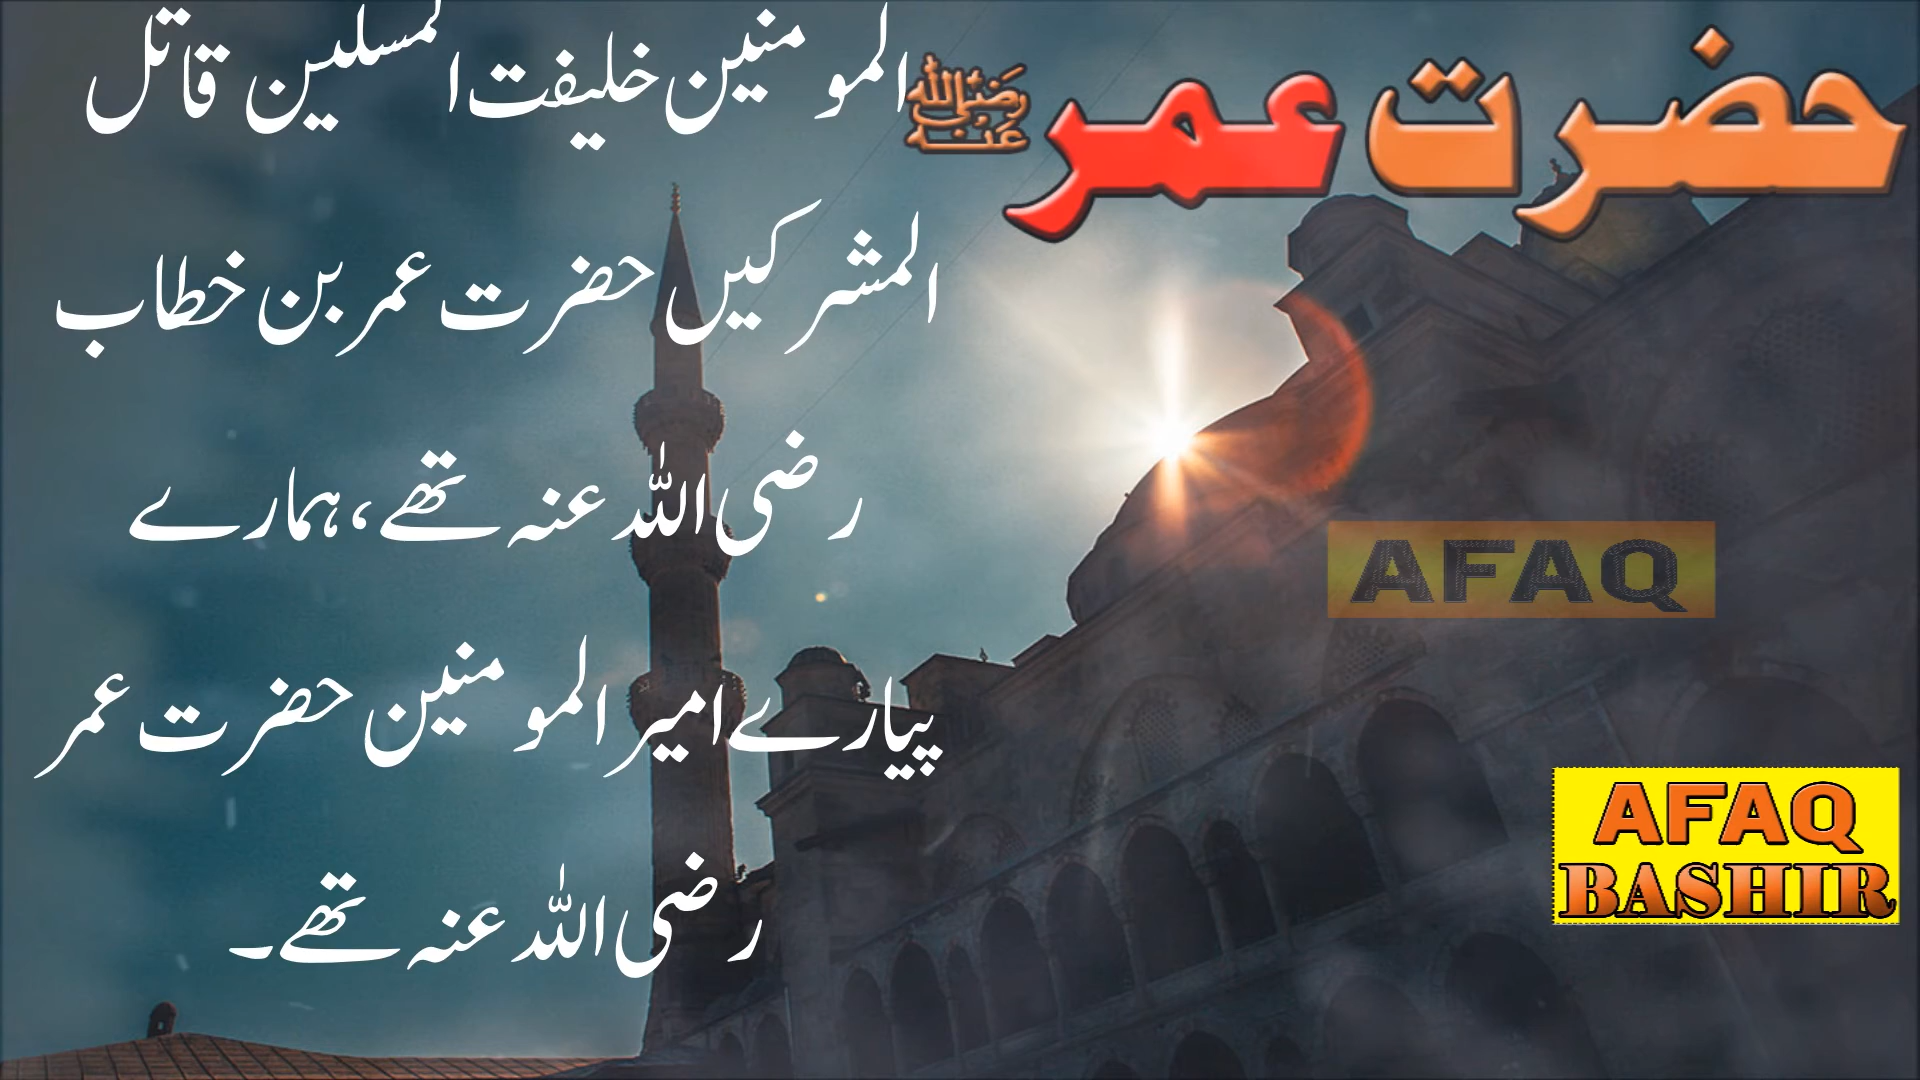 حضرت عمر رضی اللہ عنہ
المومنین خلیفت المسلین قاتل
المشرکیں حضرت عمر بن خطاب
رضی اللہ عنہ تھے، ہمارے
پیارے امیر المومنین حضرت عمر
رضی اللہ عنہ تھے۔
AFAQ
AFAQ
BASHIR